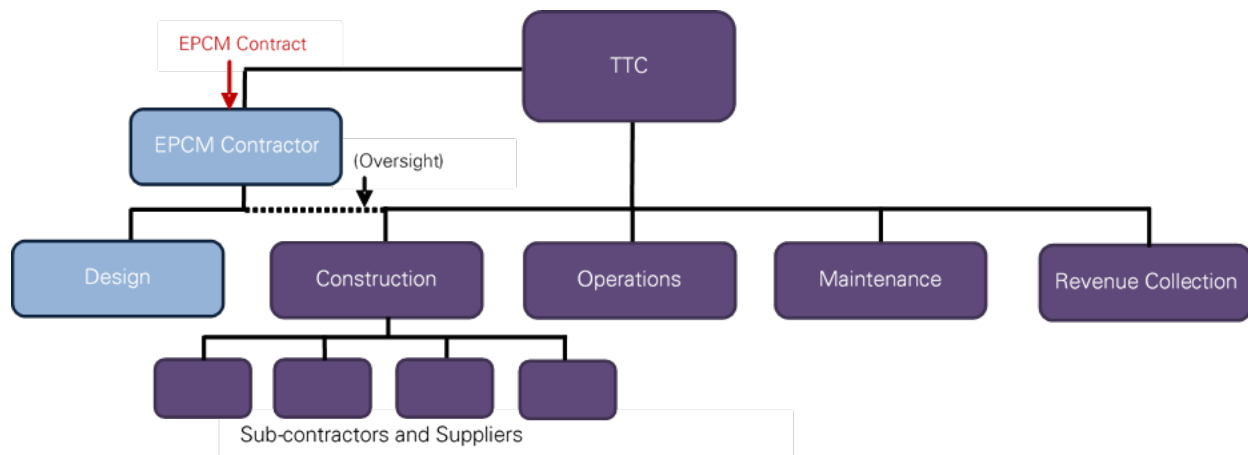 EPCM Contract
TTC
EPCM Contractor
(Oversight)
Design
Construction
Operations
Maintenance
Revenue Collection
Sub-contractors and Suppliers